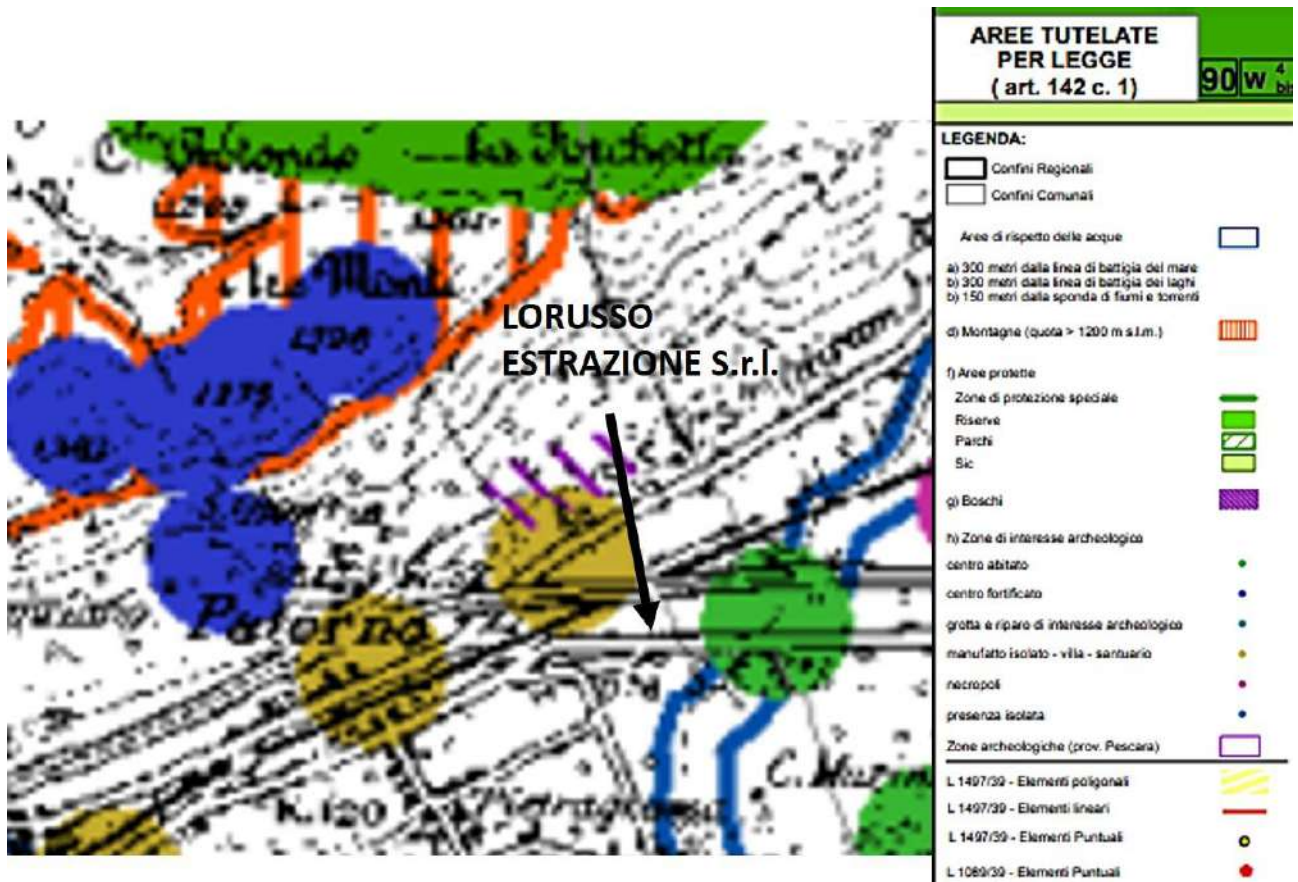 AREE TUTELATE
PER LEGGE
( art. 142 c. 1)
90 W 4 bis
LEGENDA:
Confini Regionali
Confini Comunali
Aree di rispetto delle acque
a) 300 metri dalla linea di battigia del mare
b) 300 metri dalla linea di battigia dei laghi
b) 150 metri dalla sponda di fiumi e torrenti
d) Montagne (quota > 1200 m s.l.m.)
f) Aree protette
Zone di protezione speciale
Riserve
Parchi
Sic
g) Boschi
h) Zone di interesse archeologico
centro abitato
centro fortificato
grotta e riparo di interesse archeologico
manufatto isolato - villa - santuario
necropoli
presenza isolata
Zone archeologiche (prov. Pescara)
L 1497/39 - Elementi poligonali
L 1497/39 - Elementi lineari
L 1497/39 - Elementi Puntuali
L 1089/39 - Elementi Puntuali
LORUSSO
ESTRAZIONE S.r.l.
Paterno
K.120